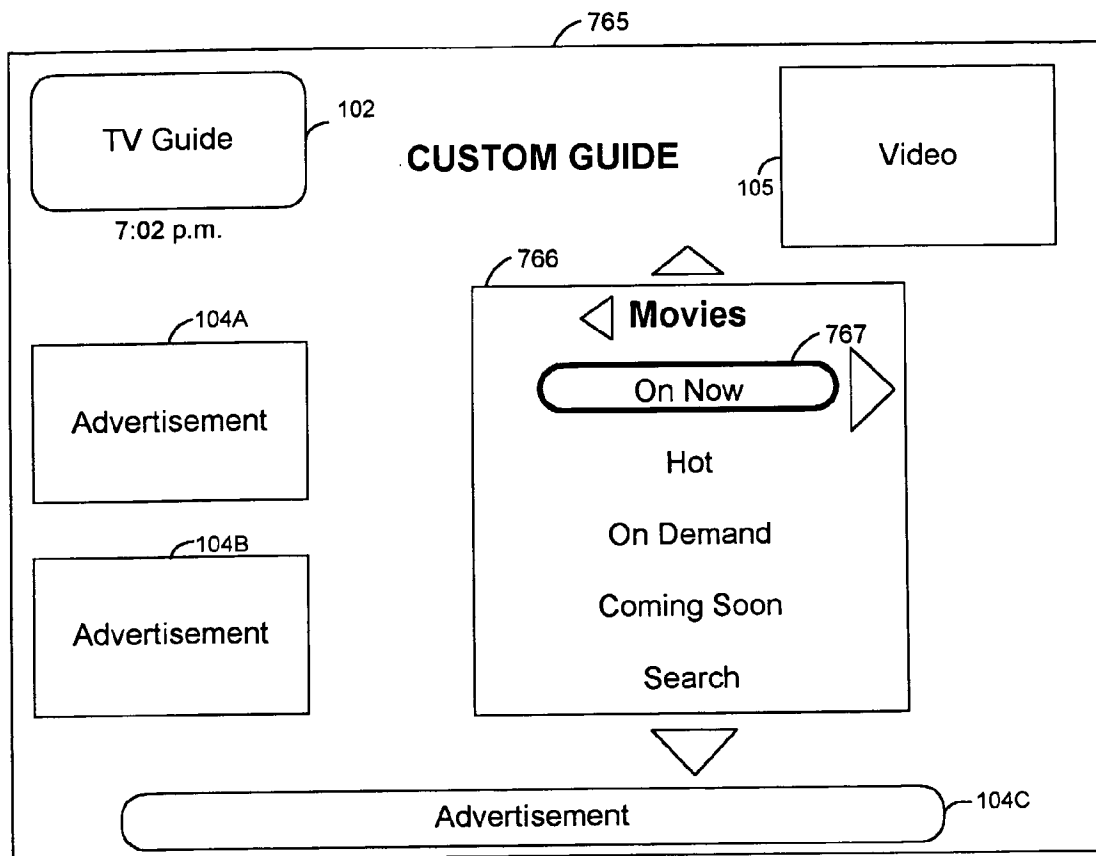 765
TV Guide
102
CUSTOM GUIDE
Video
105
7:02 p.m.
766
Movies
767
On Now
104A
Advertisement
Hot
On Demand
104B
Advertisement
Coming Soon
Search
Advertisement
104C